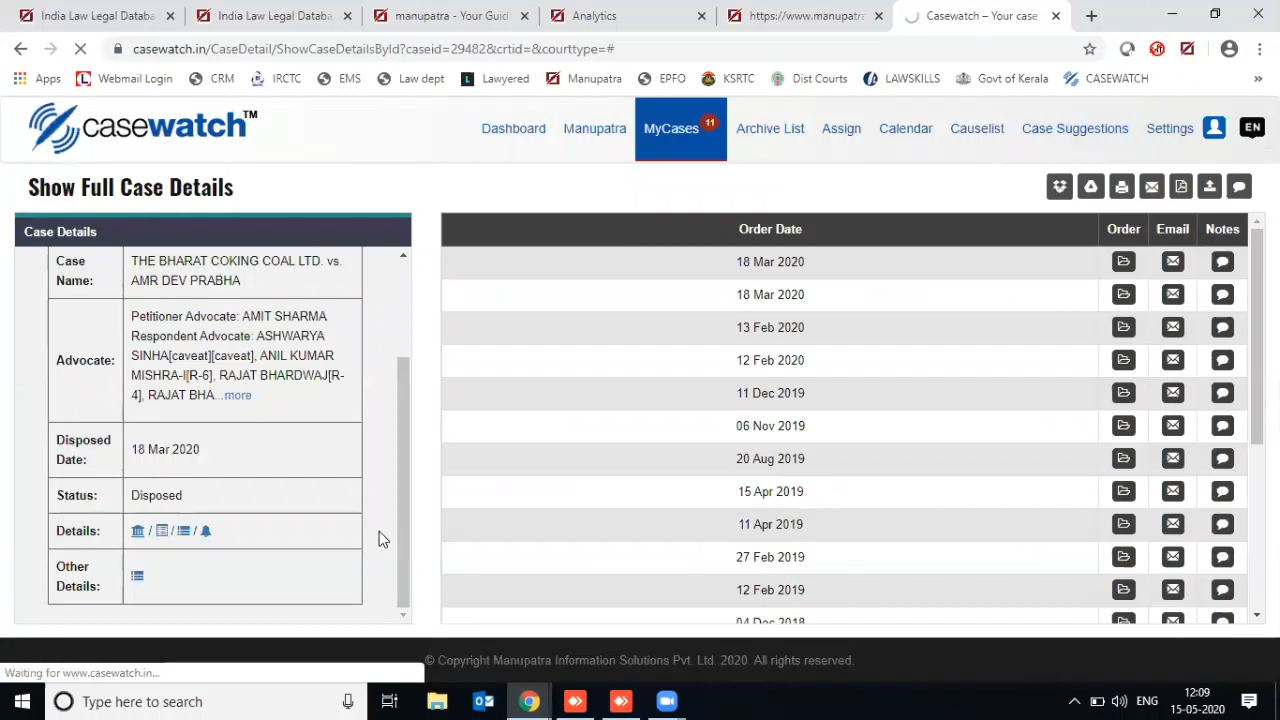 India Law Legal Databa
India Law Legal Databa
manupatra - Your Guid
Analytics
https://www.manupatra
Casewatch – Your case
casewatch.in/CaseDetail/ShowCaseDetailsById?caseid=29482&crtid=&courttype=#
Apps
Webmail Login
CRM
IRCTC
EMS
Law dept
Lawyered
Manupatra
EPFO
KSRTC
Dist Courts
LAWSKILLS
Govt of Kerala
CASEWATCH
»
casewatch™
Dashboard
Manupatra
MyCases 11
Archive List
Assign
Calendar
Causelist
Case Suggestions
Settings
EN
Show Full Case Details
Case Details
Case Name:
THE BHARAT COKING COAL LTD. vs.
AMR DEV PRABHA
Advocate:
Petitioner Advocate: AMIT SHARMA
Respondent Advocate: ASHWARYA
SINHA[caveat][caveat], ANIL KUMAR
MISHRA-I[R-6], RAJAT BHARDWAJ[R-
4], RAJAT BHA...more
Disposed Date:
18 Mar 2020
Status:
Disposed
Details:
/ / /
Other Details:
Order Date
Order
Email
Notes
18 Mar 2020
18 Mar 2020
13 Feb 2020
12 Feb 2020
11 Dec 2019
06 Nov 2019
20 Aug 2019
15 Apr 2019
11 Apr 2019
27 Feb 2019
12 Feb 2019
04 Dec 2018
© Copyright Manupatra Information Solutions Pvt. Ltd. 2020. All rights reserved.
Waiting for www.casewatch.in...
Type here to search
ENG
12:09
15-05-2020